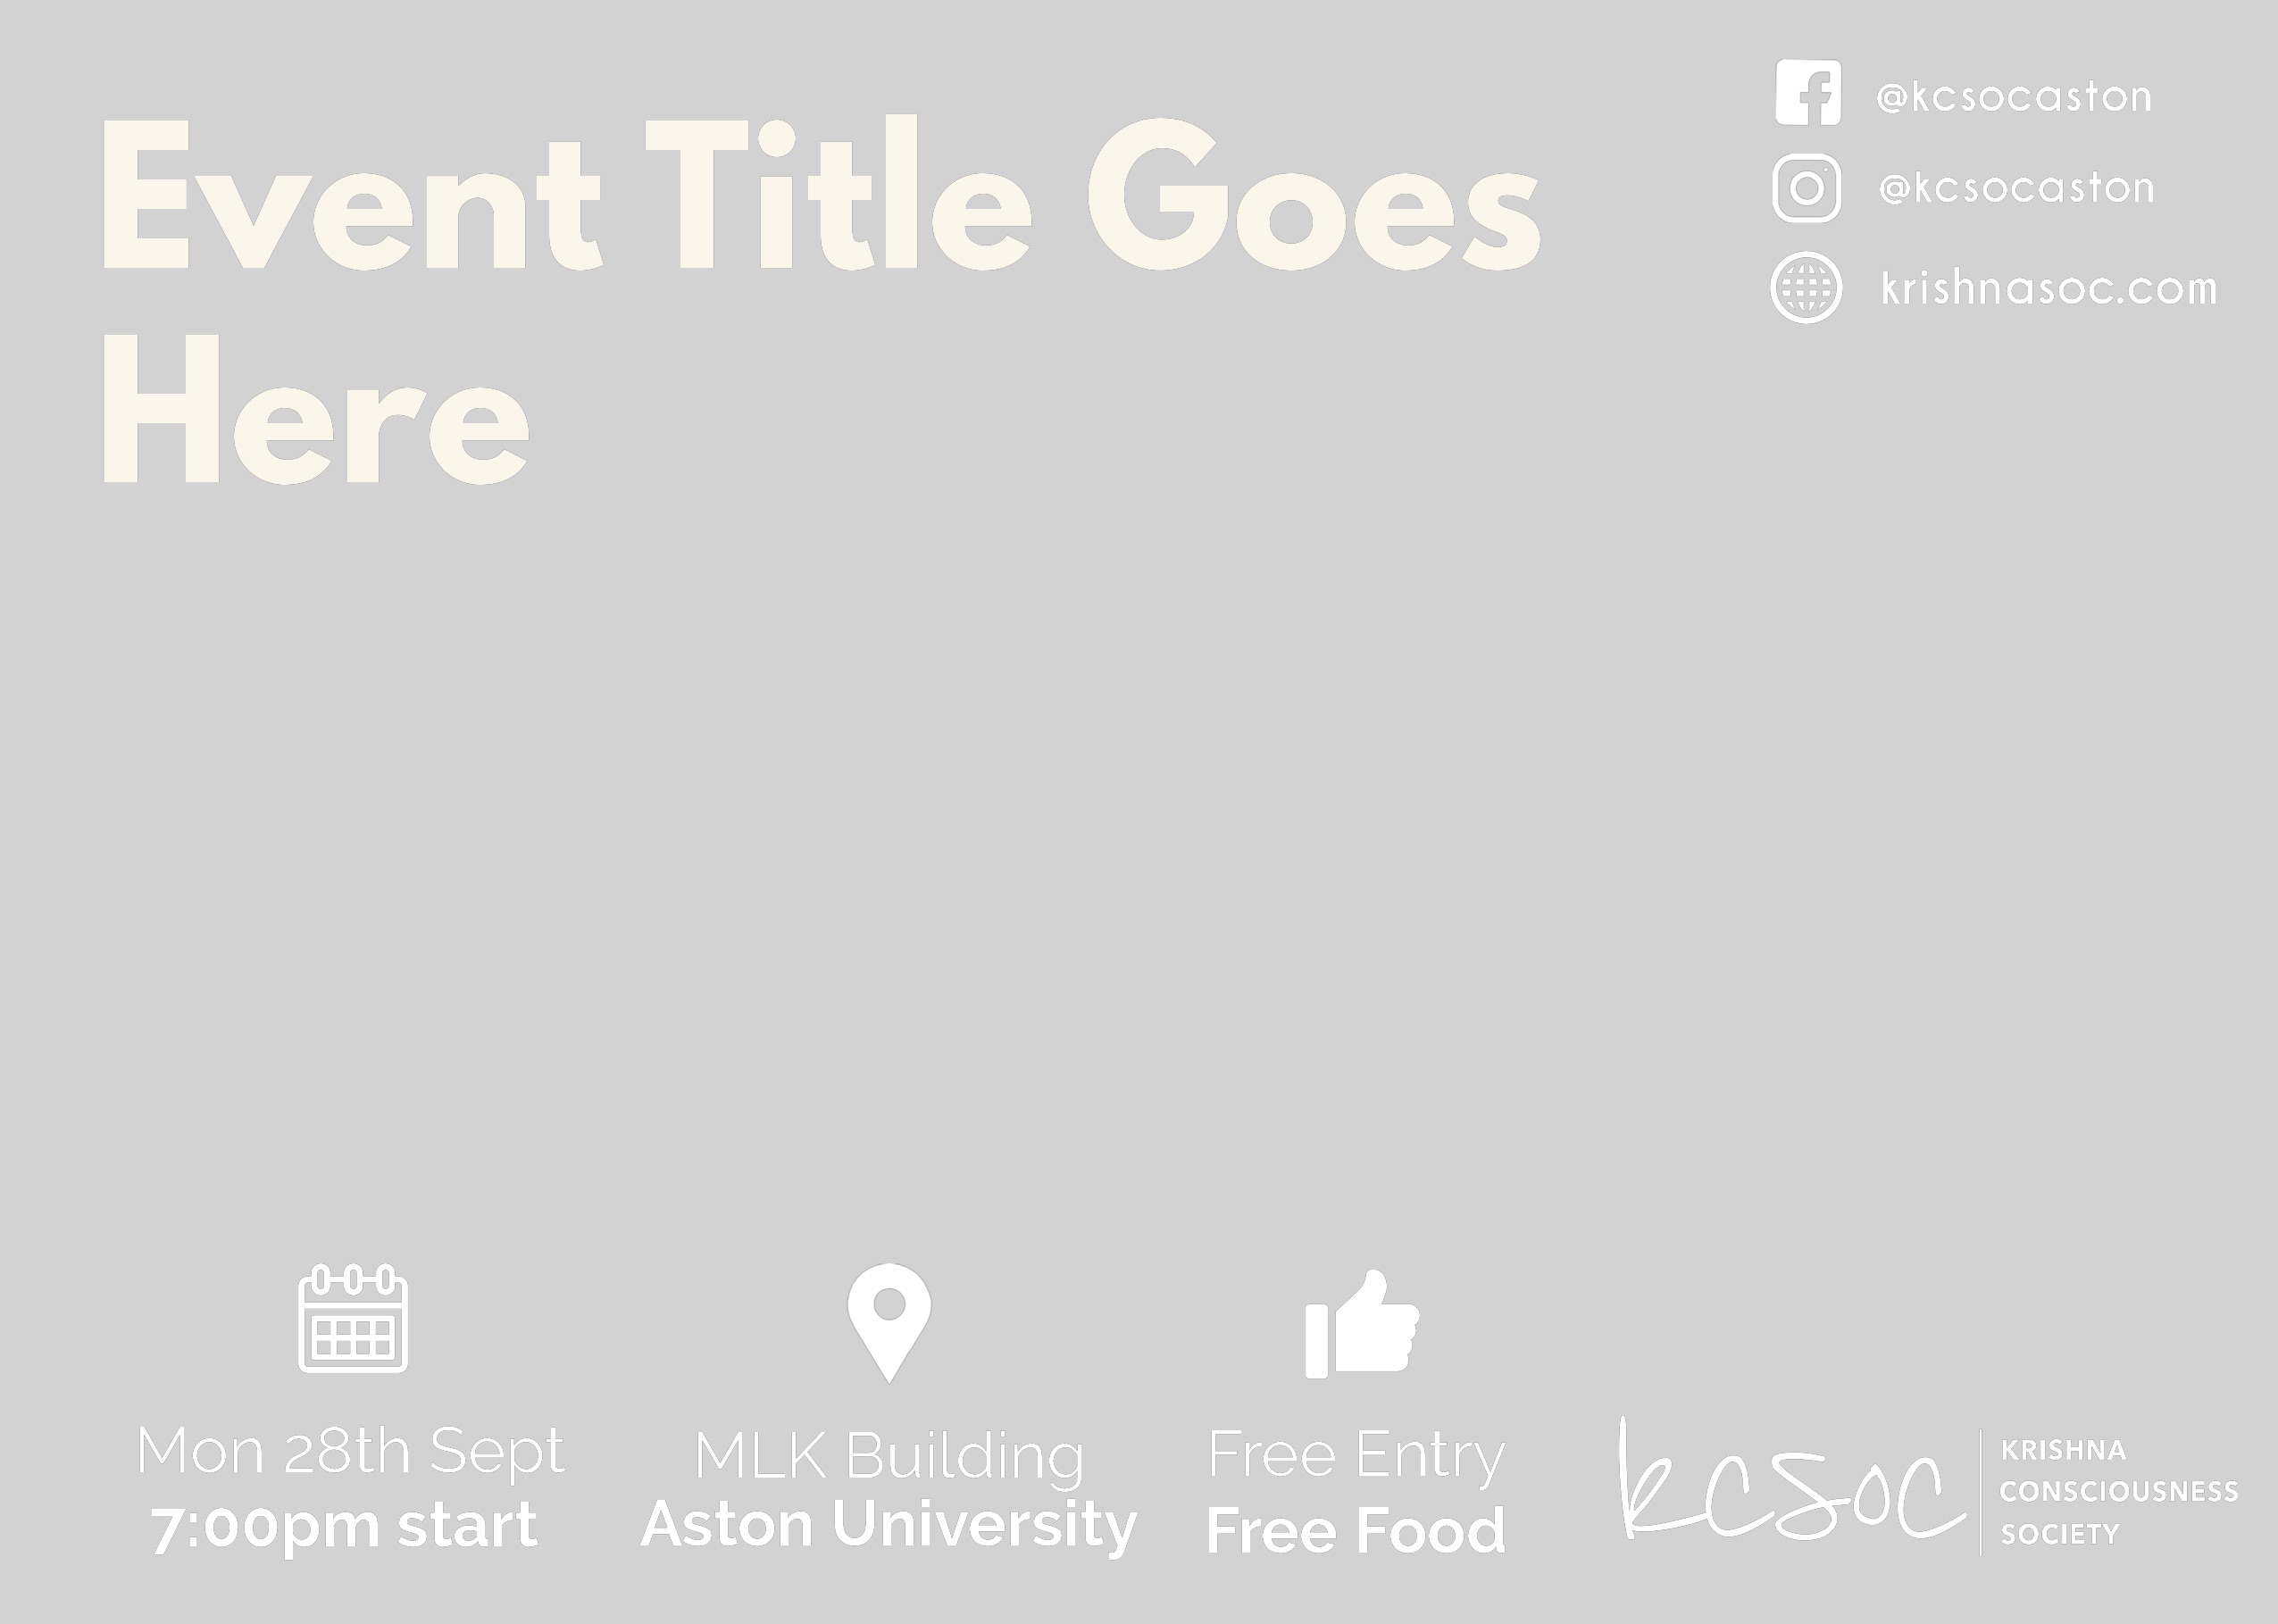 Event Title Goes
Here
@kcsocaston
@kcsocaston
krishnasoc.com
Mon 28th Sept
7:00pm start
MLK Building
Aston University
Free Entry
Free Food
kcsoc
KRISHNA
CONSCIOUSNESS
SOCIETY